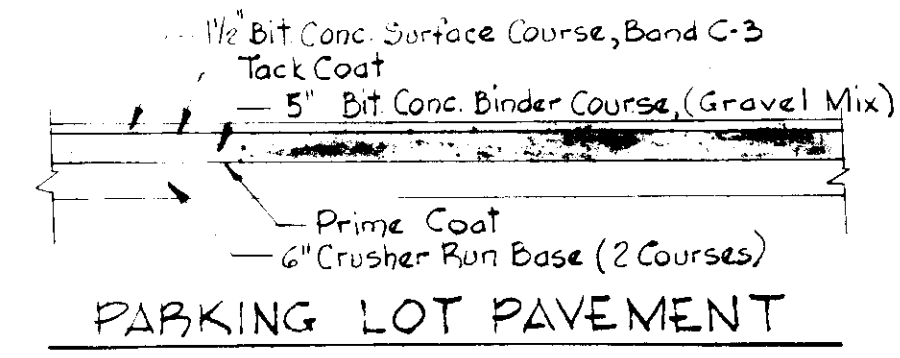 1½" Bit. Conc. Surface Course, Band C-3
Tack Coat
5" Bit. Conc. Binder Course, (Gravel Mix)
Prime Coat
6" Crusher Run Base (2 Courses)
PARKING LOT PAVEMENT